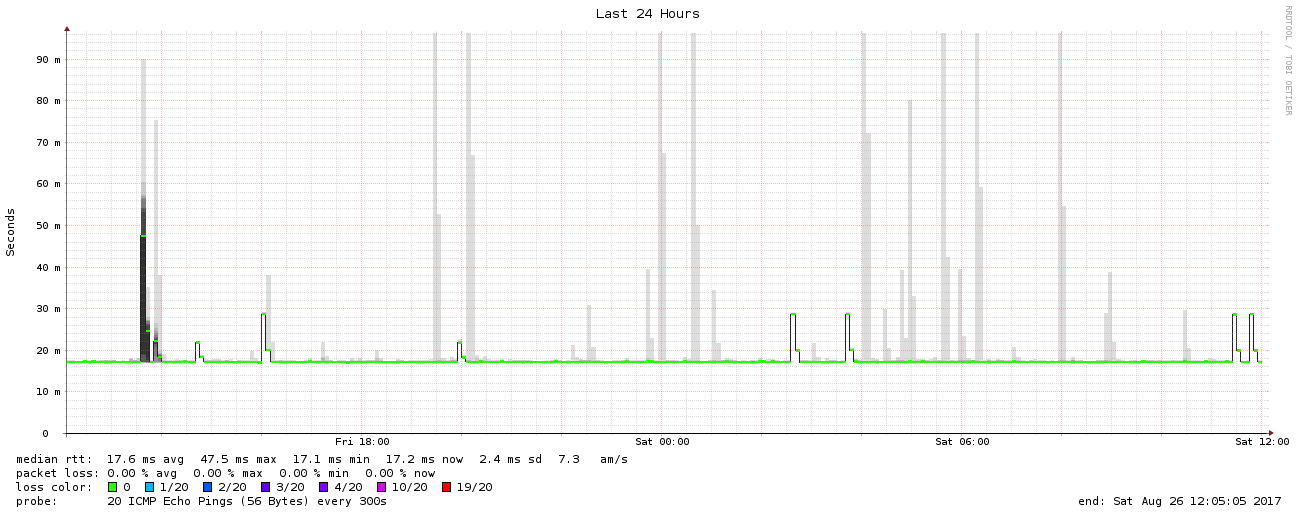 Last 24 Hours
RRDTOOL / TOBI OETIKER
Seconds
90 m
80 m
70 m
60 m
50 m
40 m
30 m
20 m
10 m
0
Fri 18:00 Sat 00:00 Sat 06:00 Sat 12:00
median rtt: 17.6 ms avg 47.5 ms max 17.1 ms min 17.2 ms now 2.4 ms sd 7.3 am/s
packet loss: 0.00 % avg 0.00 % max 0.00 % min 0.00 % now
loss color: 0 1/20 2/20 3/20 4/20 10/20 19/20
probe: 20 ICMP Echo Pings (56 Bytes) every 300s end: Sat Aug 26 12:05:05 2017